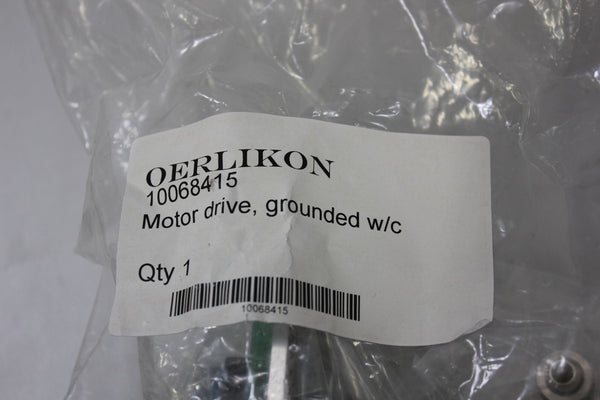 OERLIKON
10068415
Motor drive, grounded w/c
Qty 1
10068415